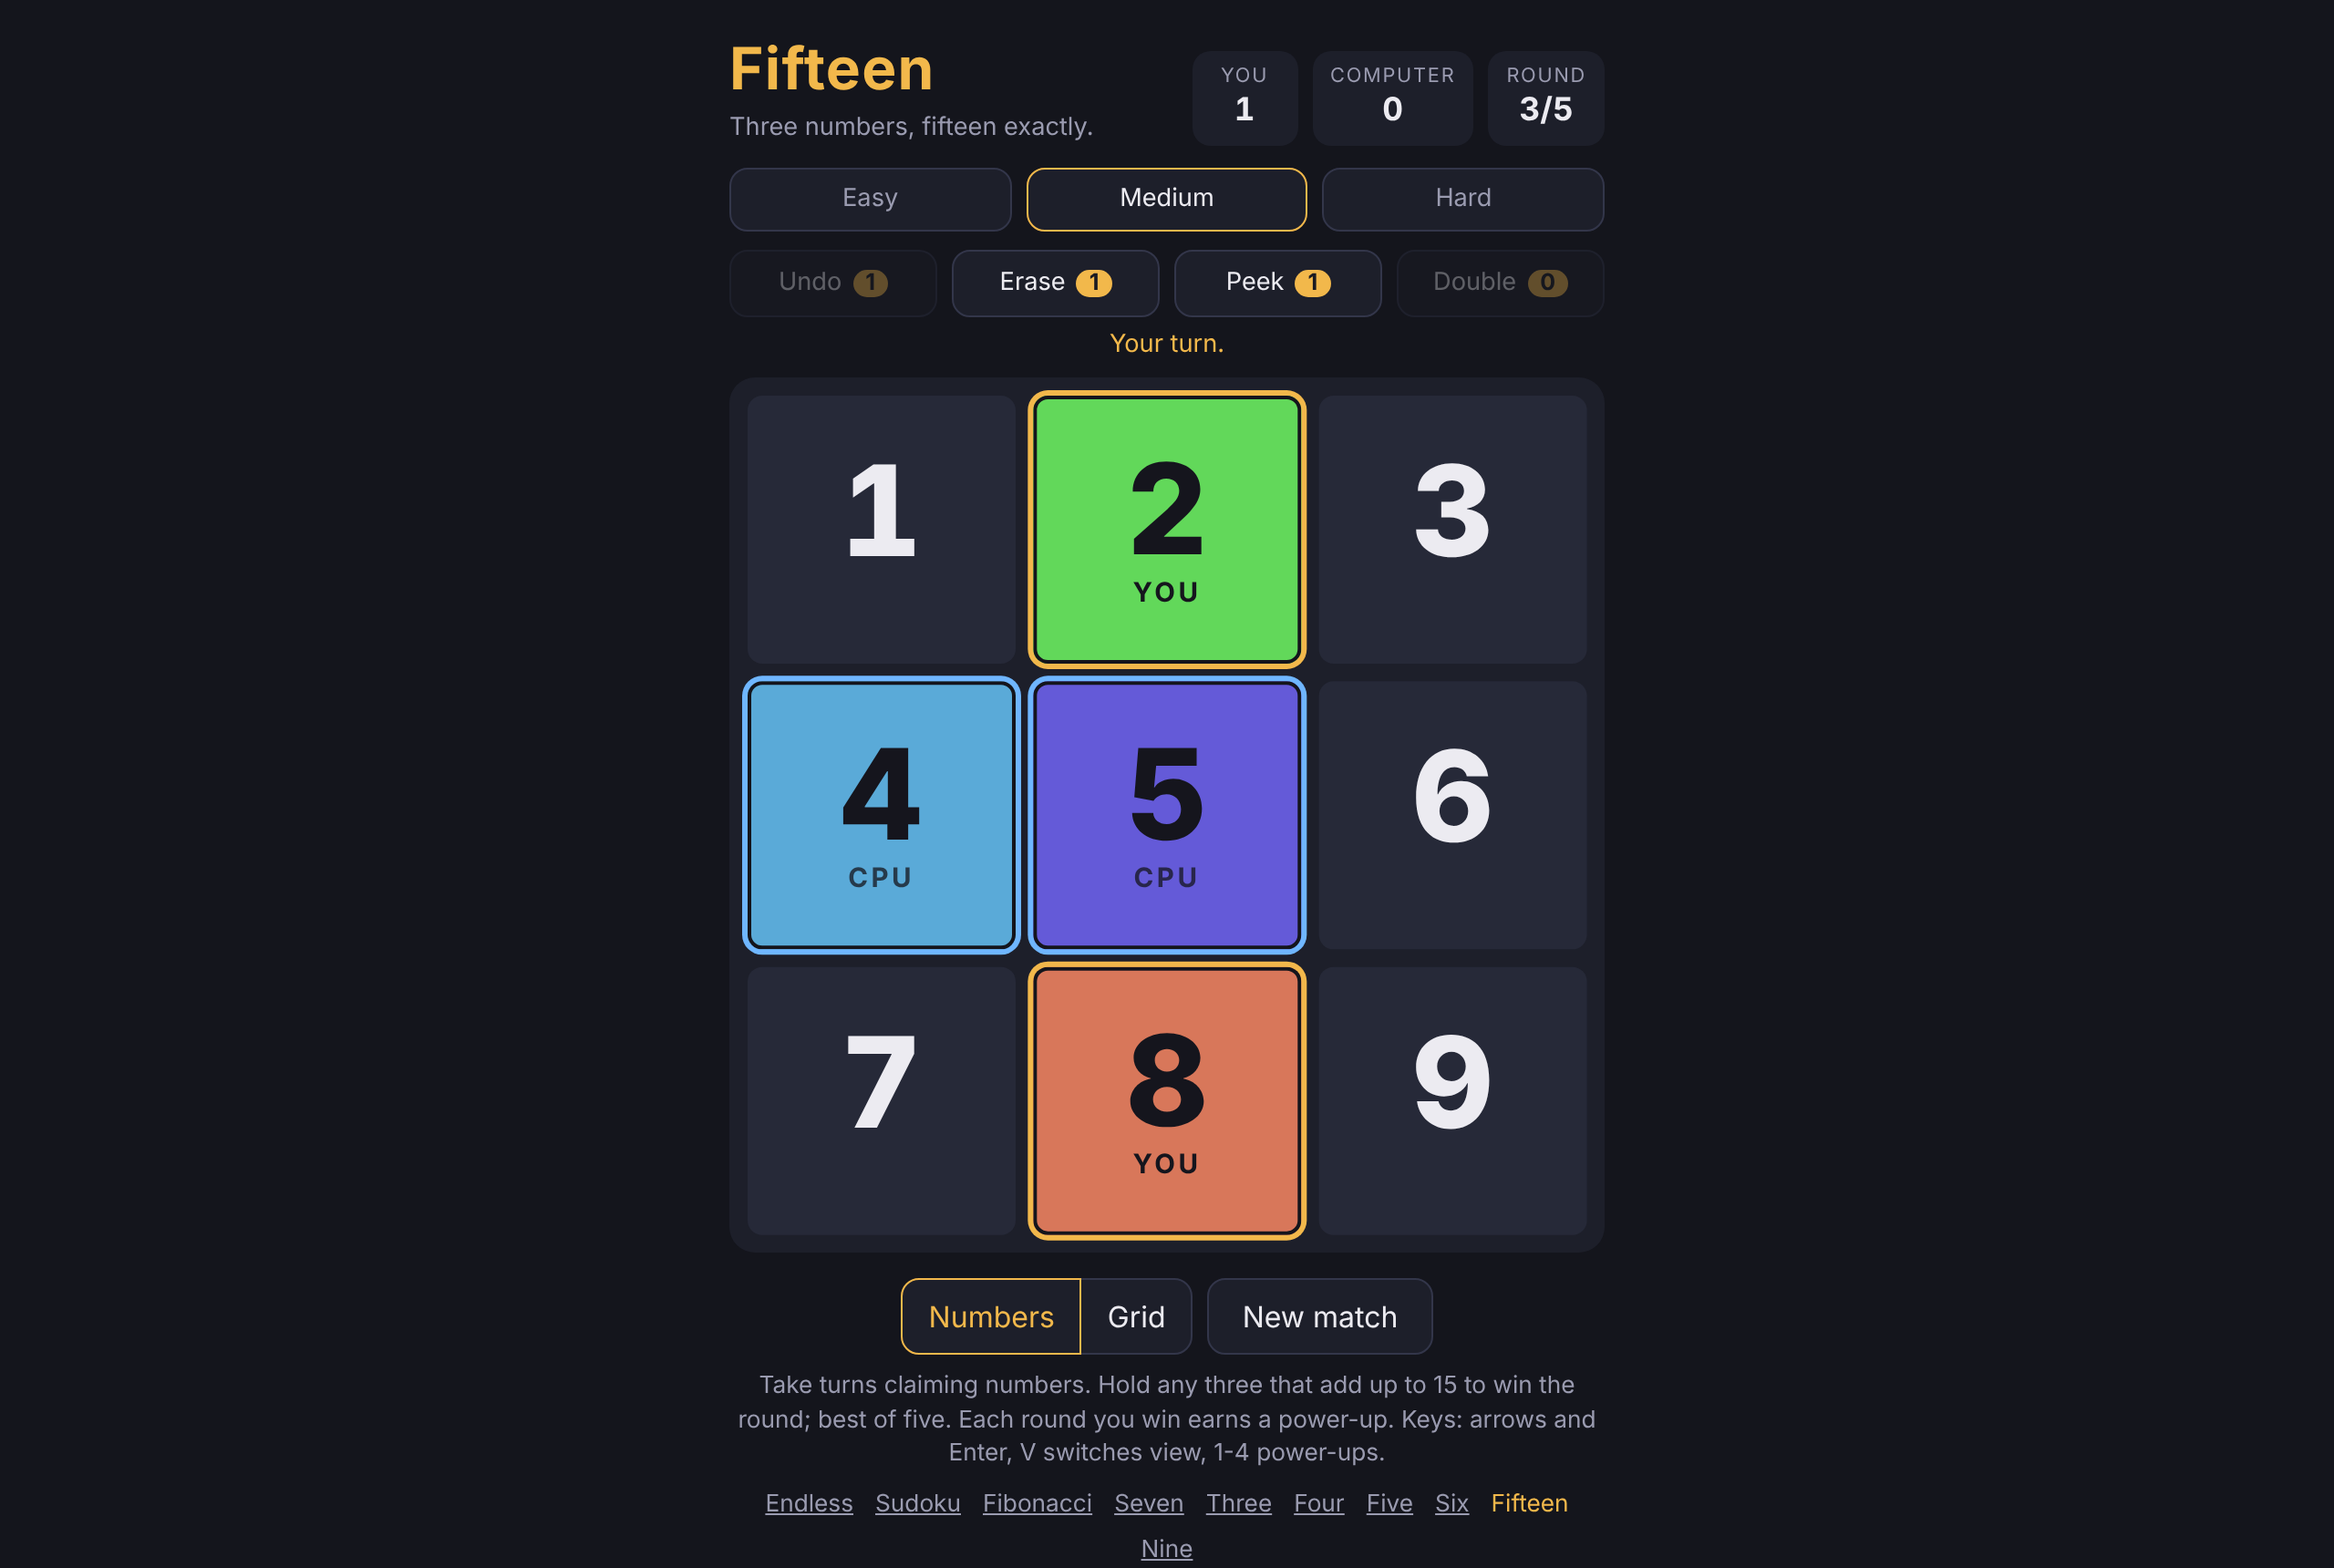 Fifteen
Three numbers, fifteen exactly.
YOU
1
COMPUTER
0
ROUND
3/5
Easy
Medium
Hard
Undo 1
Erase 1
Peek 1
Double 0
Your turn.
1
2
YOU
3
4
CPU
5
CPU
6
7
8
YOU
9
Numbers
Grid
New match
Take turns claiming numbers. Hold any three that add up to 15 to win the
round; best of five. Each round you win earns a power-up. Keys: arrows and
Enter, V switches view, 1-4 power-ups.
Endless Sudoku Fibonacci Seven Three Four Five Six Fifteen
Nine